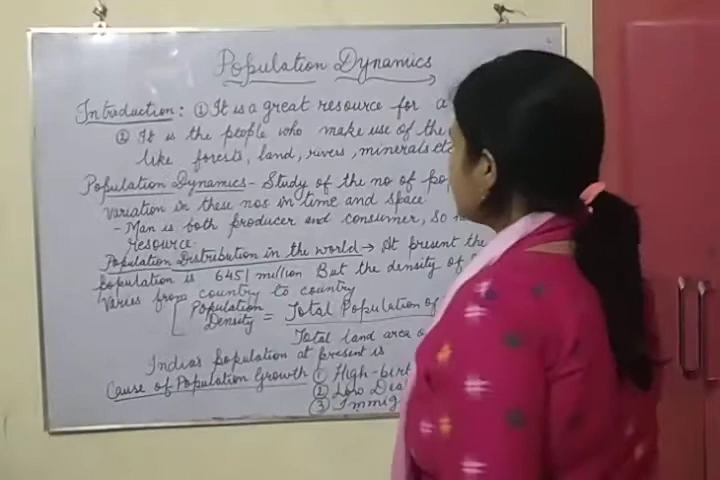 Population Dynamics
Introduction: ① It is a great resource for a
② It is the people who make use of the
like forests, land, rivers, minerals etc
Population Dynamics - Study of the no of po
variation in these nos in time and space.
- Man is both producer and consumer, so
resource.
Population Distribution in the world → At present the
population is 6451 million But the density of
Varies from country to country
[ Population Density = Total Population of
Total land area o
Indias population at present is
Cause of Population Growth ① High-birt
② Low Dea
③ Immig